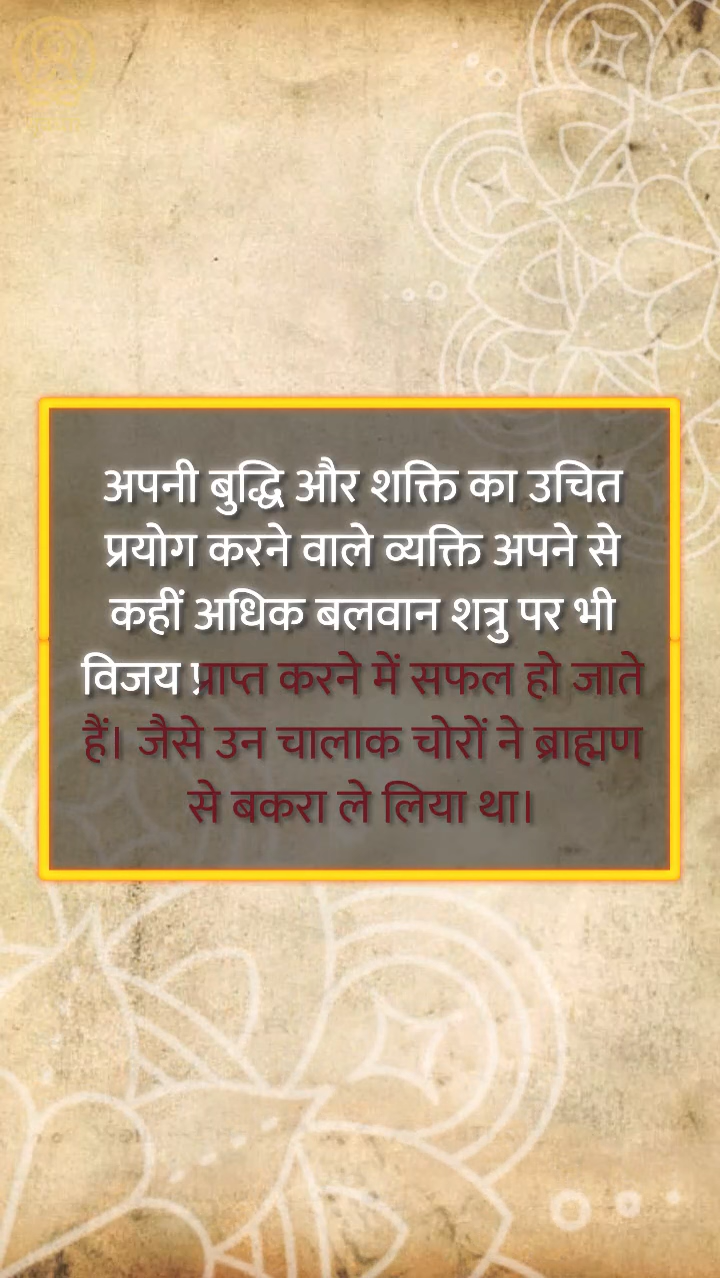 अपनी बुद्धि और शक्ति का उचित
प्रयोग करने वाले व्यक्ति अपने से
कहीं अधिक बलवान शत्रु पर भी
विजय प्राप्त करने में सफल हो जाते
हैं। जैसे उन चालाक चोरों ने ब्राह्मण
से बकरा ले लिया था।